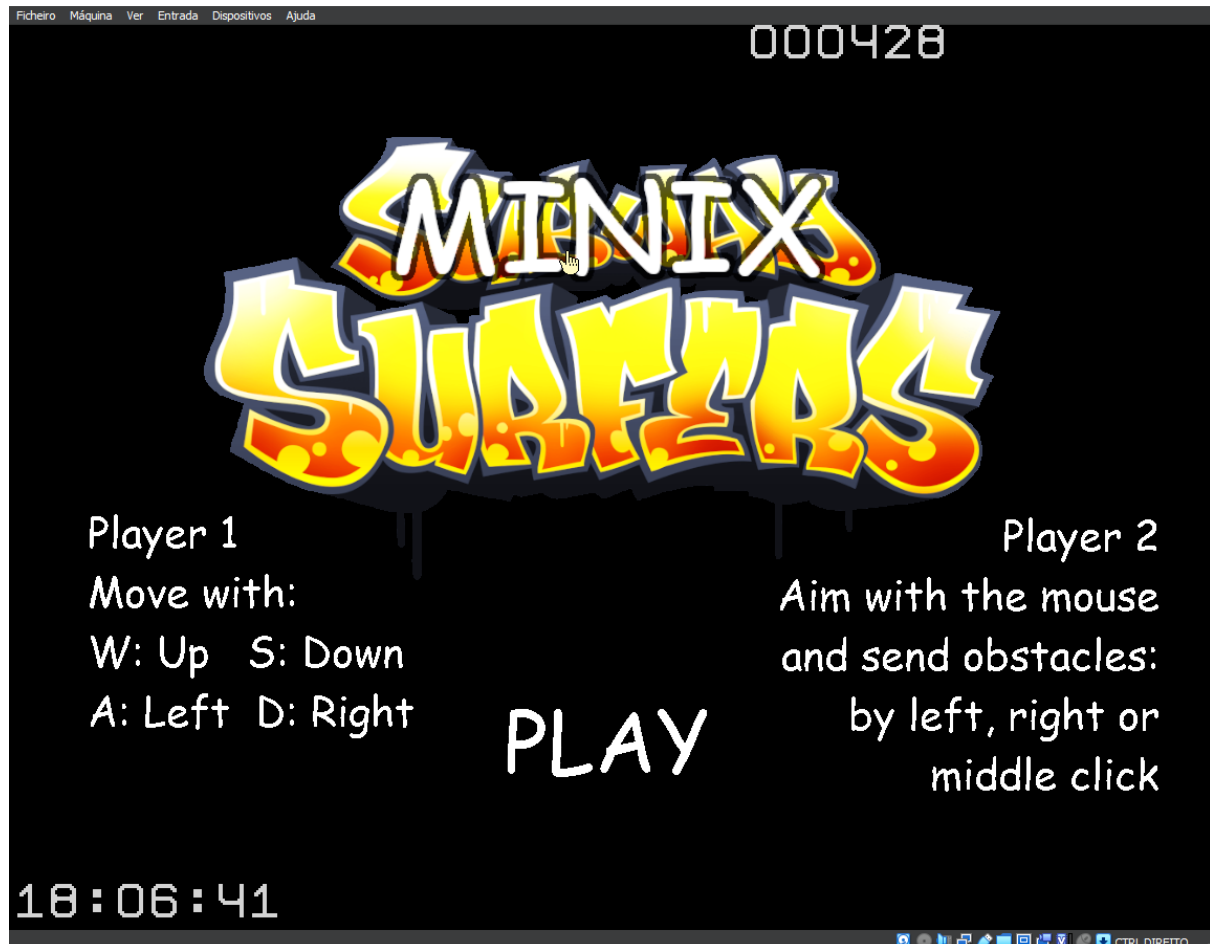 Ficheiro Máquina Ver Entrada Dispositivos Ajuda
000428
MINIX
SURFERS
Player 1
Move with:
W: Up S: Down
A: Left D: Right
PLAY
Player 2
Aim with the mouse
and send obstacles:
by left, right or
middle click
18:06:41
CTRL DIREITO